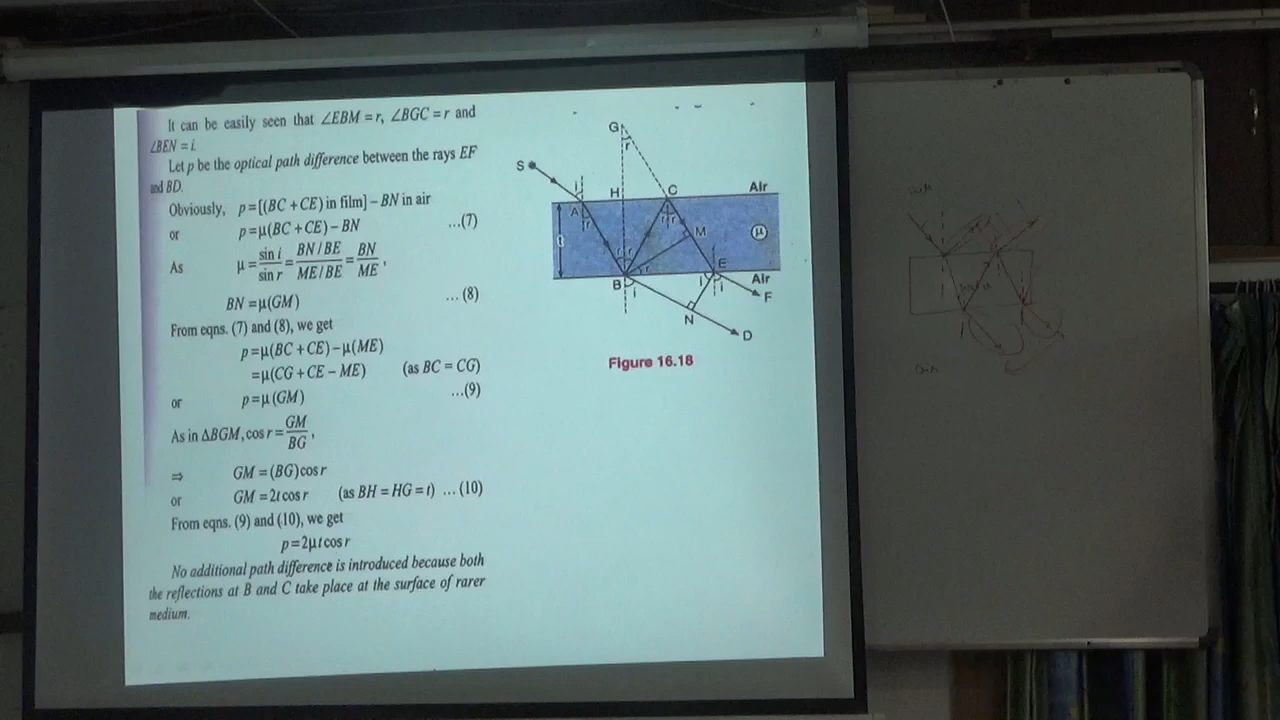 It can be easily seen that ∠EBM = r, ∠BGC = r and
∠BEN = i.
Let p be the optical path difference between the rays EF
and BD.
Obviously, p = [(BC + CE) in film] – BN in air
or p = μ(BC + CE) – BN ...(7)
As μ = sin i / sin r = BN / BE / ME / BE = BN / ME ,
BN = μ(GM) ... (8)
From eqns. (7) and (8), we get
p = μ(BC + CE) – μ(ME)
= μ(CG + CE – ME) (as BC = CG)
or p = μ(GM) ...(9)
As in ΔBGM, cos r = GM / BG ,
⇒ GM = (BG) cos r
or GM = 2t cos r (as BH = HG = t) ... (10)
From eqns. (9) and (10), we get
p = 2μt cos r
No additional path difference is introduced because both
the reflections at B and C take place at the surface of rarer
medium.
G
r
S
i
H
C
Air
A
r
r r
t
M
μ
r r
r
E
B
i
i
i
Air
F
N
D
Figure 16.18
air
air